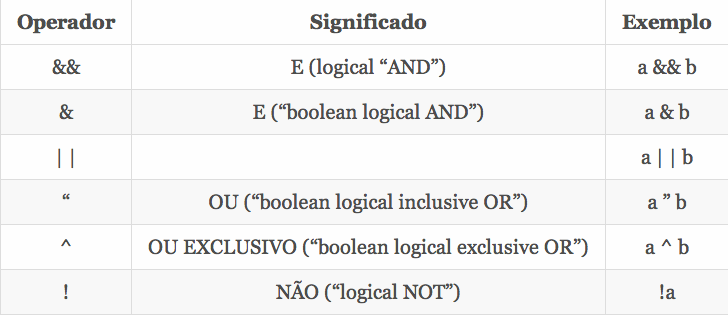 Operador Significado Exemplo
&& E (logical “AND”) a && b
& E (“boolean logical AND”) a & b
| | a | | b
“ OU (“boolean logical inclusive OR”) a ” b
^ OU EXCLUSIVO (“boolean logical exclusive OR”) a ^ b
! NÃO (“logical NOT”) !a